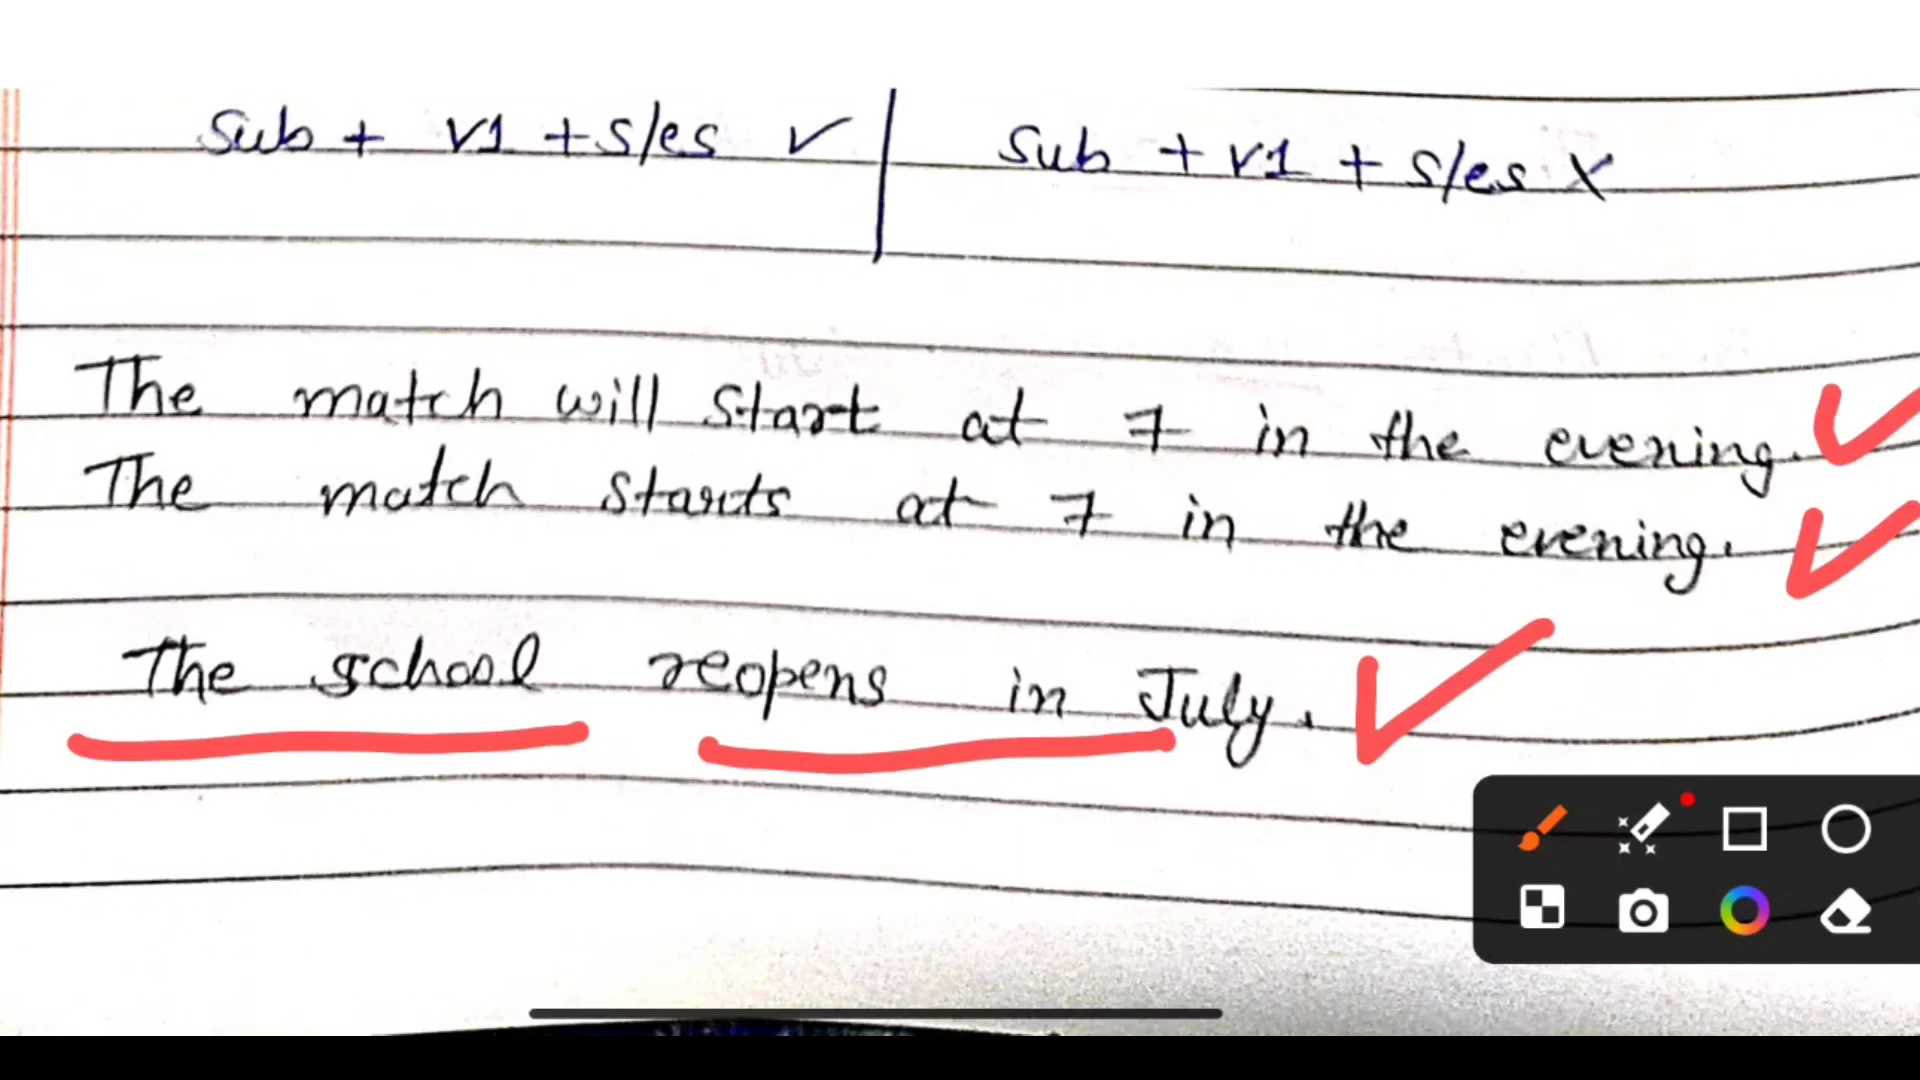 Sub + V1 + s/es ✓ | Sub + V1 + s/es X
The match will start at 7 in the evening.
The match starts at 7 in the evening.
The school reopens in July.